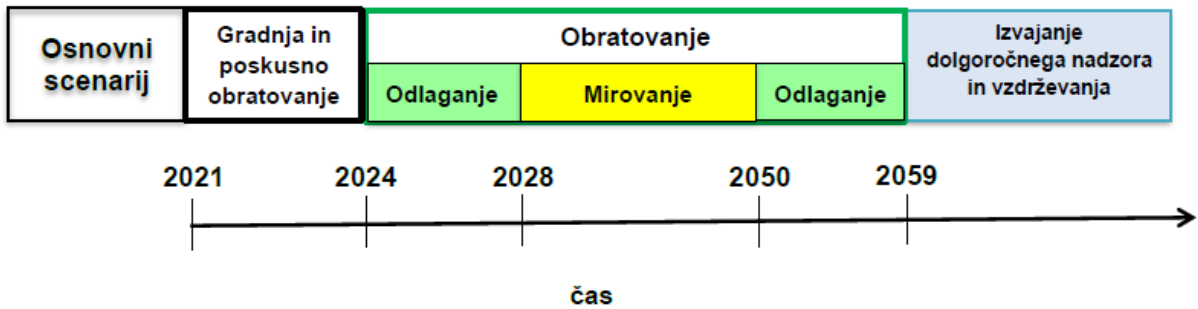 Osnovni
scenarij
Gradnja in
poskusno
obratovanje
Obratovanje
Odlaganje
Mirovanje
Odlaganje
Izvajanje
dolgoročnega nadzora
in vzdrževanja
2021
2024
2028
2050
2059
čas